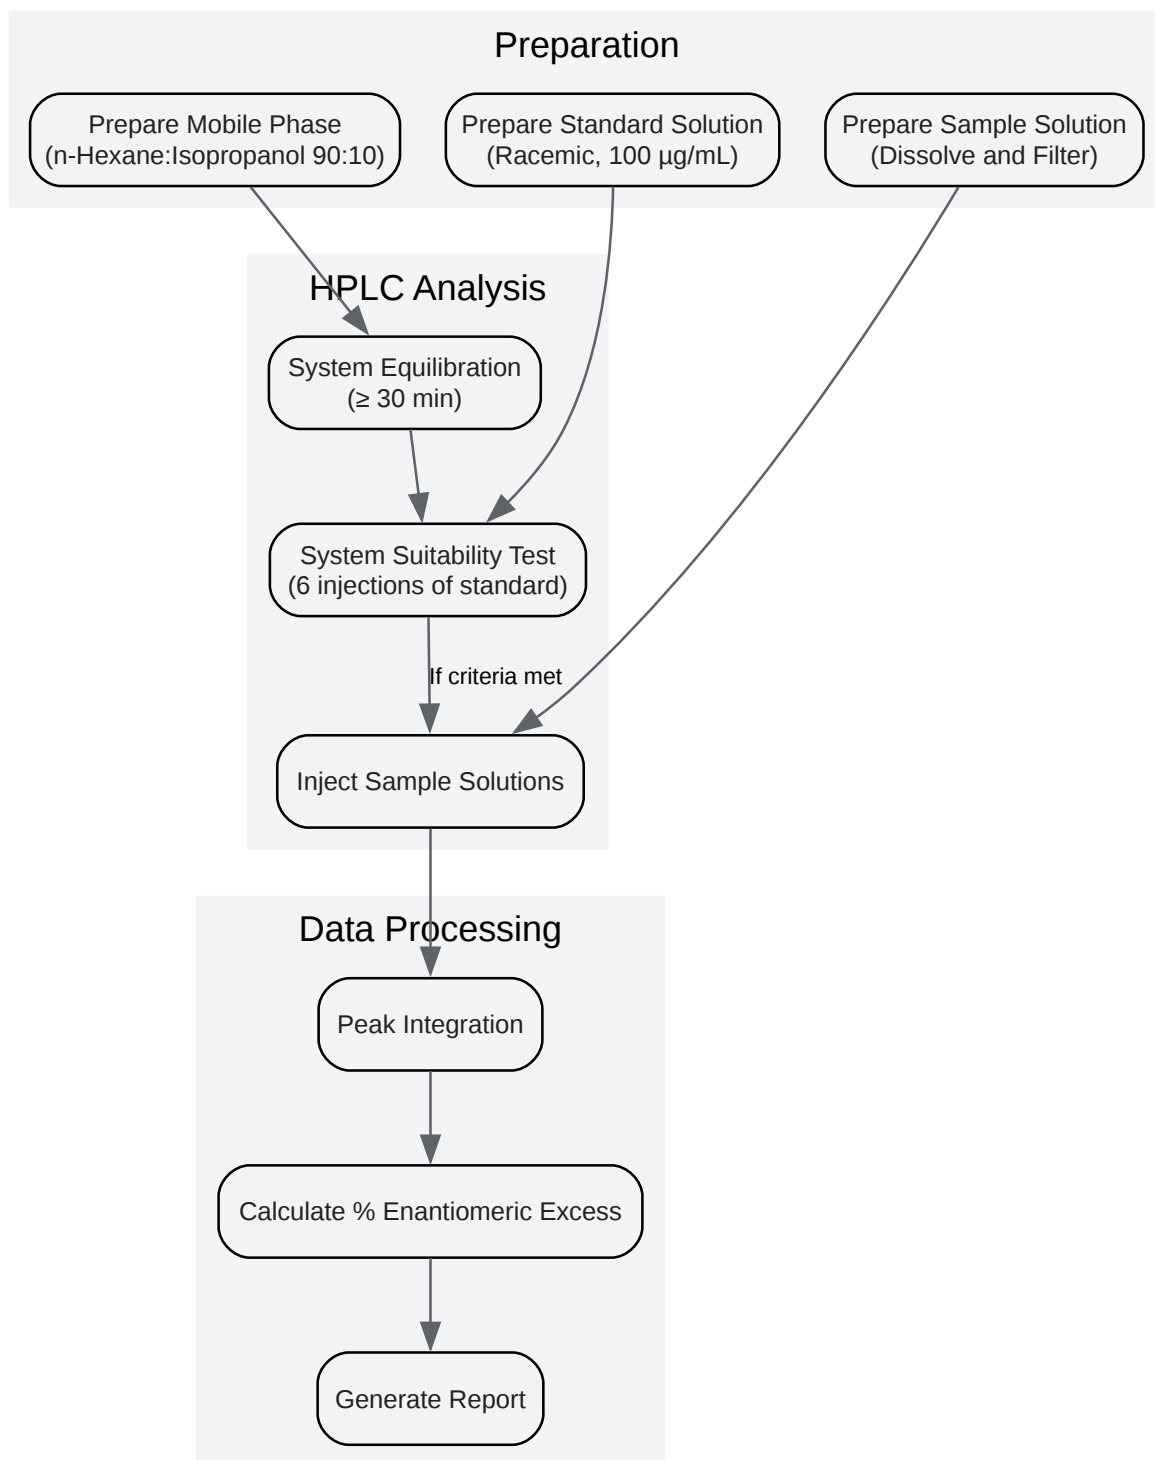 Preparation
Prepare Mobile Phase
(n-Hexane:Isopropanol 90:10)
Prepare Standard Solution
(Racemic, 100 µg/mL)
Prepare Sample Solution
(Dissolve and Filter)
HPLC Analysis
System Equilibration
(≥ 30 min)
System Suitability Test
(6 injections of standard)
If criteria met
Inject Sample Solutions
Data Processing
Peak Integration
Calculate % Enantiomeric Excess
Generate Report